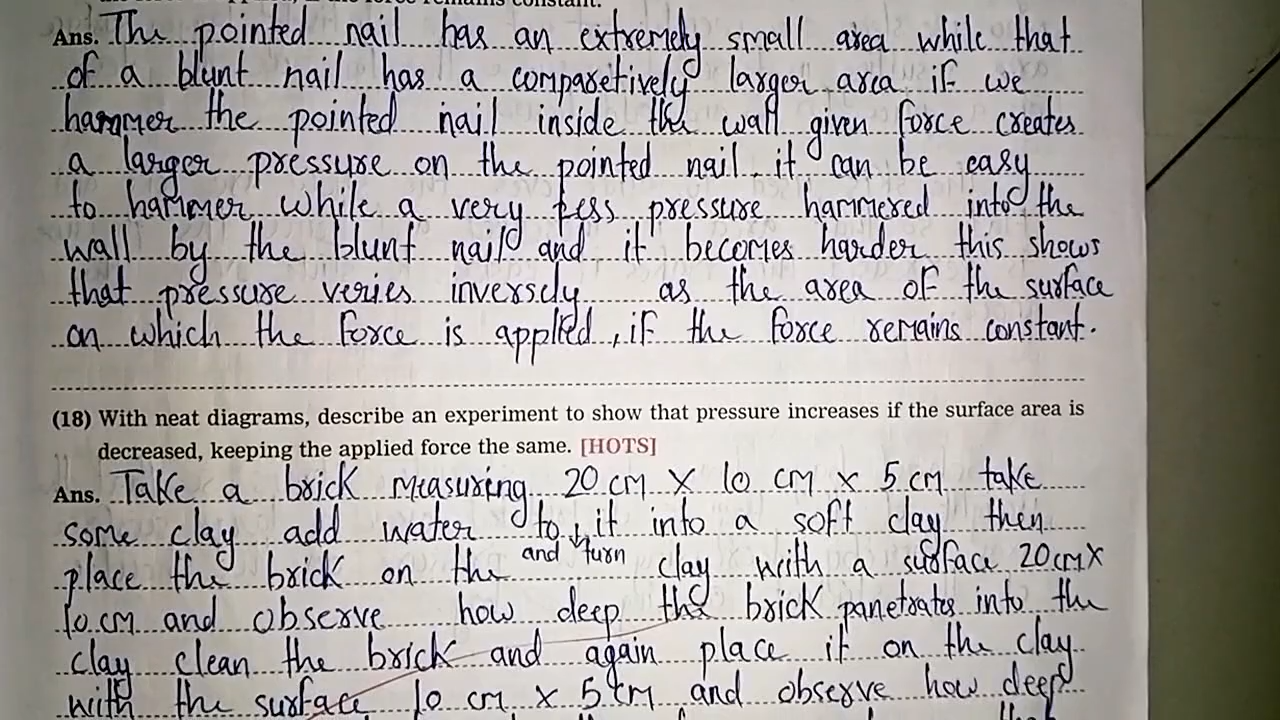 Ans. The pointed nail has an extremely small area while that
of a blunt nail has a comparetively larger area if we
hammer the pointed nail inside the wall given force creates
a larger pressure on the pointed nail. it can be easy
to hammer while a very less pressure hammered into the
wall by the blunt nail and it becomes harder this shows
that pressure veries inversely as the area of the surface
on which the force is applied, if the force remains constant.
(18) With neat diagrams, describe an experiment to show that pressure increases if the surface area is
decreased, keeping the applied force the same. [HOTS]
Ans. Take a brick measuring 20 cm x 10 cm x 5 cm take
some clay add water to it into a soft clay then
and turn
place the brick on the clay with a surface 20 cm x
10 cm and observe how deep the brick panetrates into the
clay clean the brick and again place it on the clay
with the surface 10 cm x 5 cm and observe how deep